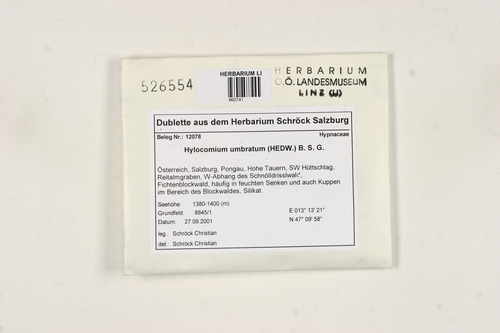 526554
HERBARIUM LI
860741
HERBARIUM
O.Ö. LANDESMUSEUM
LINZ (U)
Dublette aus dem Herbarium Schröck Salzburg
Beleg Nr.: 12078 Hypnaceae
Hylocomium umbratum (HEDW.) B. S. G.
Österreich, Salzburg, Pongau, Hohe Tauern, SW Hüttschlag,
Reitalmgraben, W-Abhang des
Fichtenblockwald, häufig in feuchten Senken und auch Kuppen
im Bereich des Blockwaldes, Silikat.
Seehöhe: 1380-1400 (m)
Grundfeld: 8845/1 E 013° 13' 21"
Datum: 27.09.2001 N 47° 09' 58"
leg.: Schröck Christian
det.: Schröck Christian